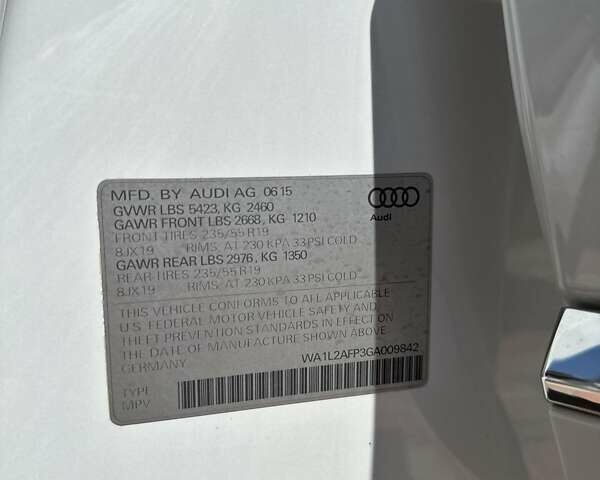 MFD. BY AUDI AG 06 15
GVWR LBS 5423, KG 2460
GAWR FRONT LBS 2668, KG 1210
FRONT TIRES 235/55 R19
8JX19 RIMS, AT 230 KPA 33 PSI COLD
GAWR REAR LBS 2976, KG 1350
REAR-TIRES 235/55 R19
8JX19 RIMS, AT 230 KPA 33 PSI COLD
THIS VEHICLE CONFORMS TO ALL APPLICABLE
U.S. FEDERAL MOTOR VEHICLE SAFETY AND
THEFT PREVENTION STANDARDS IN EFFECT ON
THE DATE OF MANUFACTURE SHOWN ABOVE
GERMANY
WA1L2AFP3GA009842
TYPE
MPV
Audi